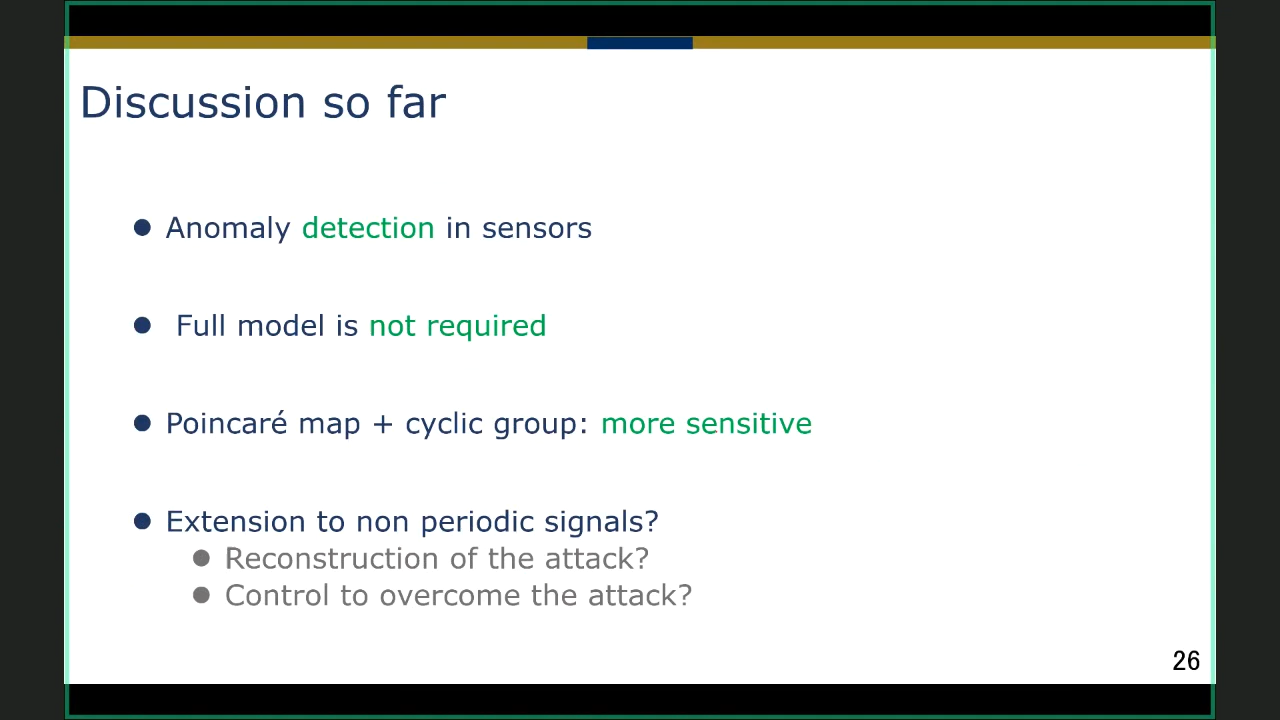 Discussion so far
Anomaly detection in sensors
Full model is not required
Poincaré map + cyclic group: more sensitive
Extension to non periodic signals?
Reconstruction of the attack?
Control to overcome the attack?
26